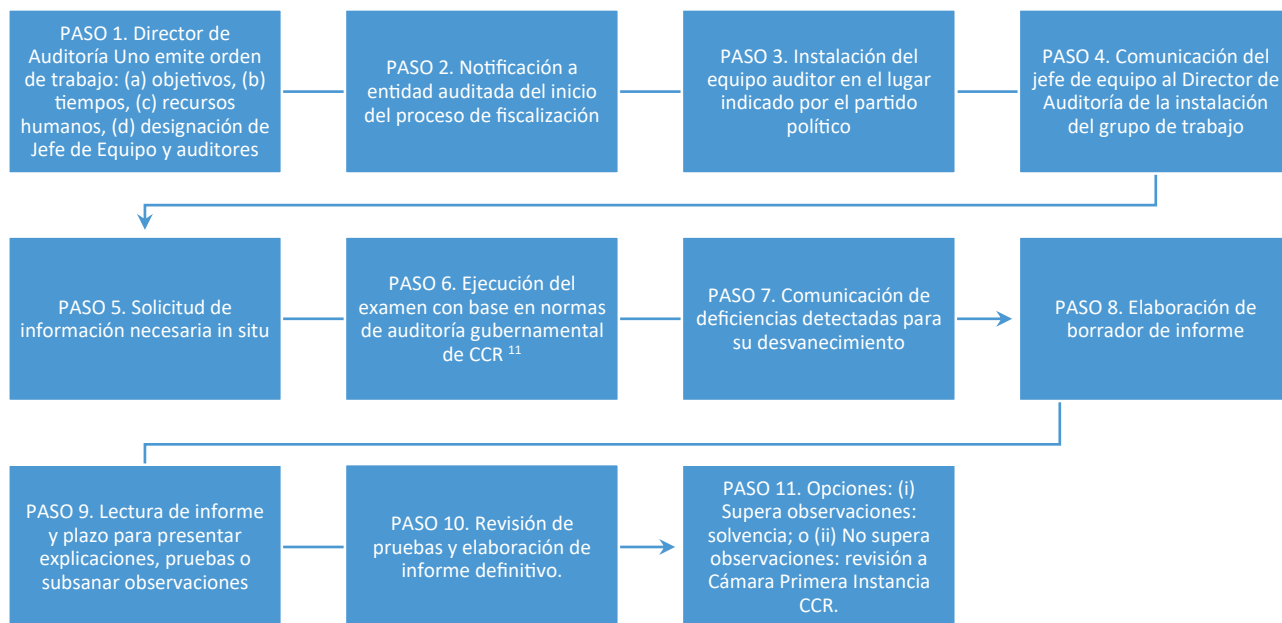 PASO 1. Director de
Auditoría Uno emite orden
de trabajo: (a) objetivos, (b)
tiempos, (c) recursos
humanos, (d) designación de
Jefe de Equipo y auditores
PASO 2. Notificación a
entidad auditada del inicio
del proceso de fiscalización
PASO 3. Instalación del
equipo auditor en el lugar
indicado por el partido
político
PASO 4. Comunicación del
jefe de equipo al Director de
Auditoría de la instalación
del grupo de trabajo
PASO 5. Solicitud de
información necesaria in situ
PASO 6. Ejecución del
examen con base en normas
de auditoría gubernamental
de CCR 11
PASO 7. Comunicación de
deficiencias detectadas para
su desvanecimiento
PASO 8. Elaboración de
borrador de informe
PASO 9. Lectura de informe
y plazo para presentar
explicaciones, pruebas o
subsanar observaciones
PASO 10. Revisión de
pruebas y elaboración de
informe definitivo.
PASO 11. Opciones: (i)
Supera observaciones:
solvencia; o (ii) No supera
observaciones: revisión a
Cámara Primera Instancia
CCR.